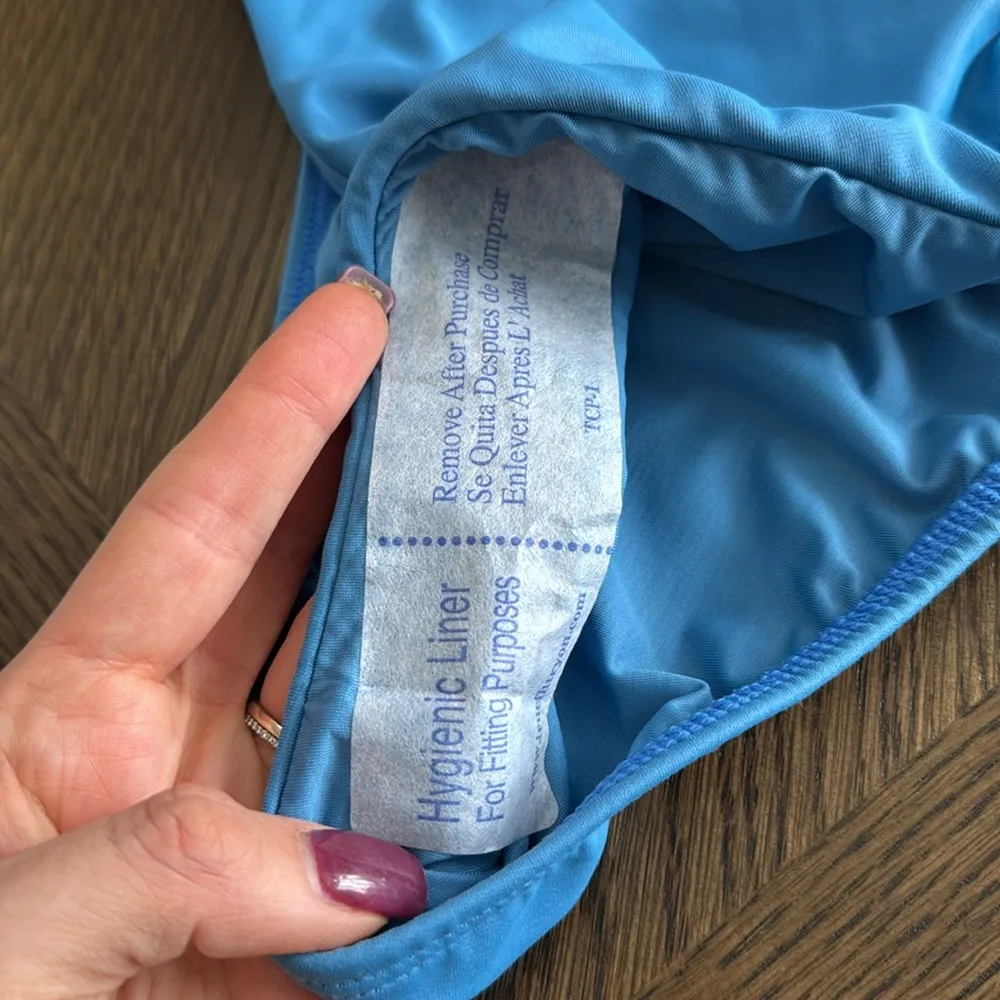 Remove After Purchase
Se Quita Despues de Comprar
Enlever Apres L'Achat
TCP-1
Hygienic Liner
For Fitting Purposes